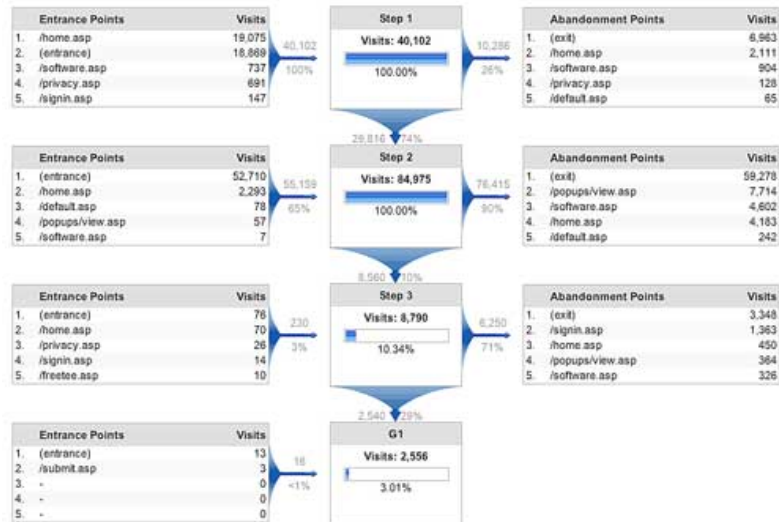 Entrance Points Visits
1. /home.asp 19,075
2. (entrance) 18,869
3. /software.asp 737
4. /privacy.asp 691
5. /signin.asp 147
40,102
100%
Step 1
Visits: 40,102
100.00%
10,286
26%
Abandonment Points Visits
1. (exit) 6,963
2. /home.asp 2,111
3. /software.asp 904
4. /privacy.asp 128
5. /default.asp 65
29,816 74%
Entrance Points Visits
1. (entrance) 52,710
2. /home.asp 2,293
3. /default.asp 78
4. /popups/view.asp 57
5. /software.asp 7
55,159
65%
Step 2
Visits: 84,975
100.00%
76,415
90%
Abandonment Points Visits
1. (exit) 59,278
2. /popups/view.asp 7,714
3. /software.asp 4,602
4. /home.asp 4,183
5. /default.asp 242
8,560 10%
Entrance Points Visits
1. (entrance) 76
2. /home.asp 70
3. /privacy.asp 26
4. /signin.asp 14
5. /freetee.asp 10
230
3%
Step 3
Visits: 8,790
10.34%
6,250
71%
Abandonment Points Visits
1. (exit) 3,348
2. /signin.asp 1,363
3. /home.asp 450
4. /popups/view.asp 364
5. /software.asp 326
2,540 29%
Entrance Points Visits
1. (entrance) 13
2. /submit.asp 3
3. - 0
4. - 0
5. - 0
16
<1%
G1
Visits: 2,556
3.01%